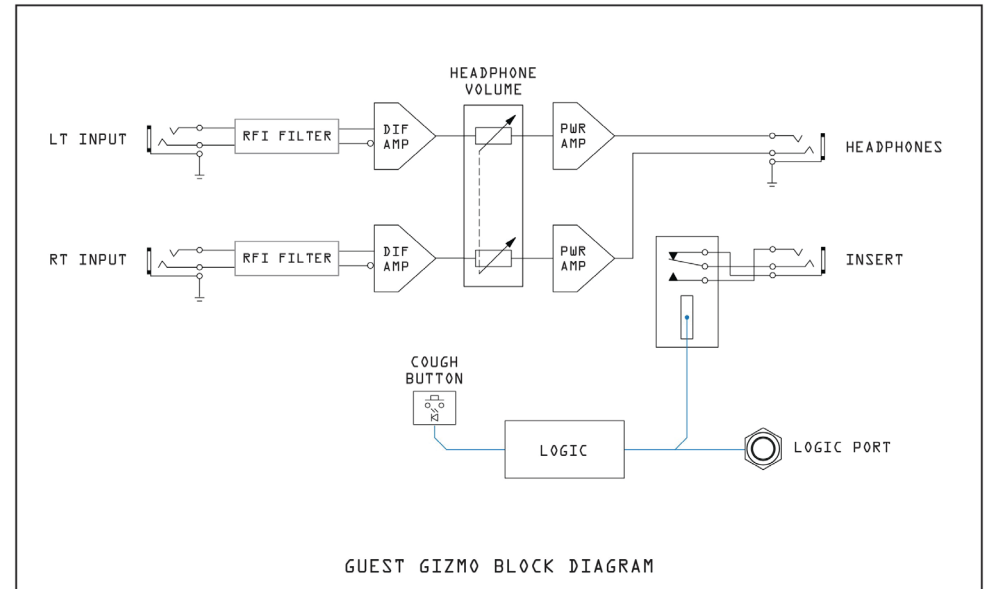 HEADPHONE
VOLUME
LT INPUT
RFI FILTER
DIF
AMP
PWR
AMP
HEADPHONES
RT INPUT
RFI FILTER
DIF
AMP
PWR
AMP
INSERT
COUGH
BUTTON
LOGIC
LOGIC PORT
GUEST GIZMO BLOCK DIAGRAM